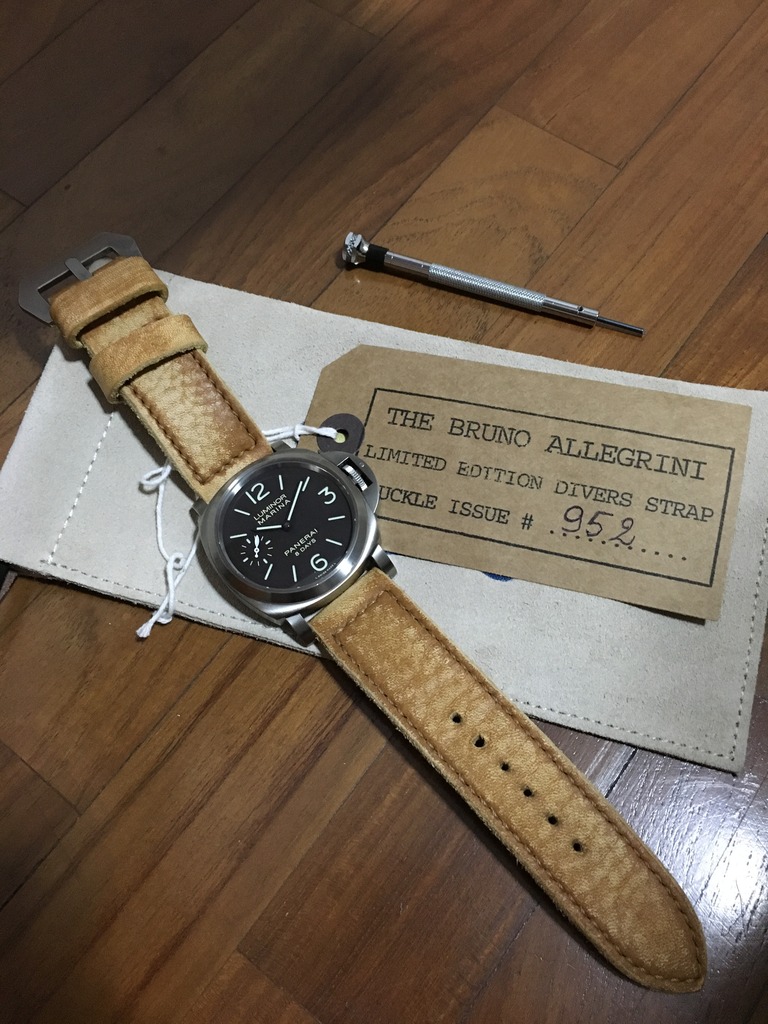 THE BRUNO ALLEGRINI
LIMITED EDITION DIVERS STRAP
UCKLE ISSUE # 952
12
3
6
LUMINOR
MARINA
PANERAI
8 DAYS